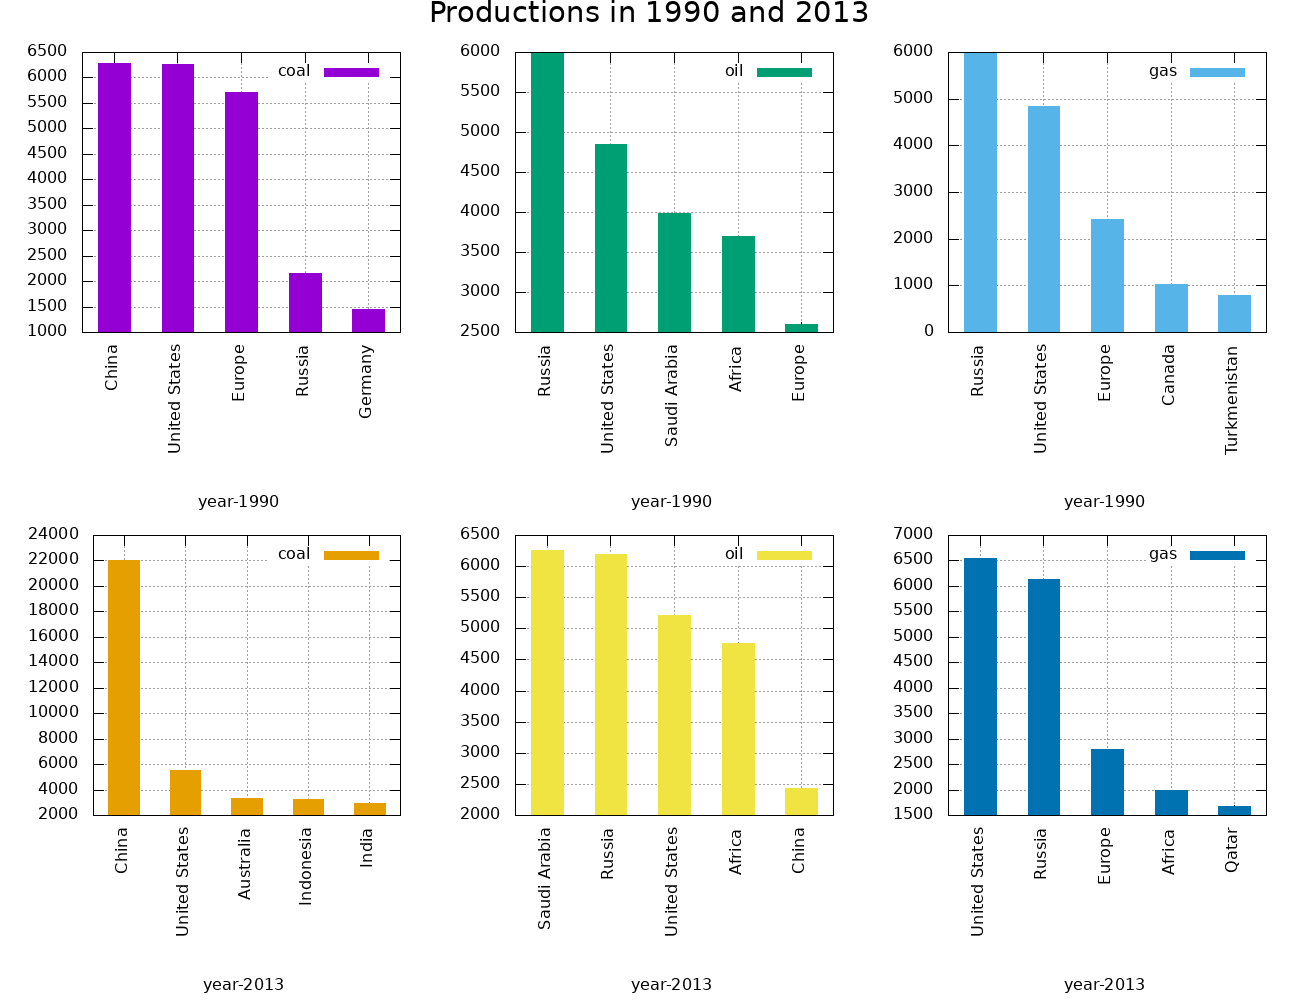 Productions in 1990 and 2013
6500
6000
5500
5000
4500
4000
3500
3000
2500
2000
1500
1000
coal
China
United States
Europe
Russia
Germany
year-1990
6000
5500
5000
4500
4000
3500
3000
2500
oil
Russia
United States
Saudi Arabia
Africa
Europe
year-1990
6000
5000
4000
3000
2000
1000
0
gas
Russia
United States
Europe
Canada
Turkmenistan
year-1990
24000
22000
20000
18000
16000
14000
12000
10000
8000
6000
4000
2000
coal
China
United States
Australia
Indonesia
India
year-2013
6500
6000
5500
5000
4500
4000
3500
3000
2500
2000
oil
Saudi Arabia
Russia
United States
Africa
China
year-2013
7000
6500
6000
5500
5000
4500
4000
3500
3000
2500
2000
1500
gas
United States
Russia
Europe
Africa
Qatar
year-2013